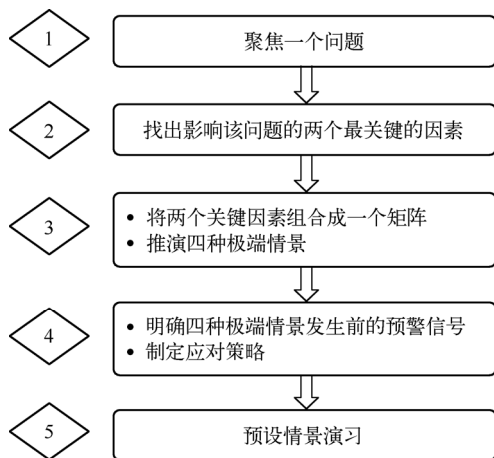 1
聚焦一个问题
2
找出影响该问题的两个最关键的因素
3
• 将两个关键因素组合成一个矩阵
• 推演四种极端情景
4
• 明确四种极端情景发生前的预警信号
• 制定应对策略
5
预设情景演习